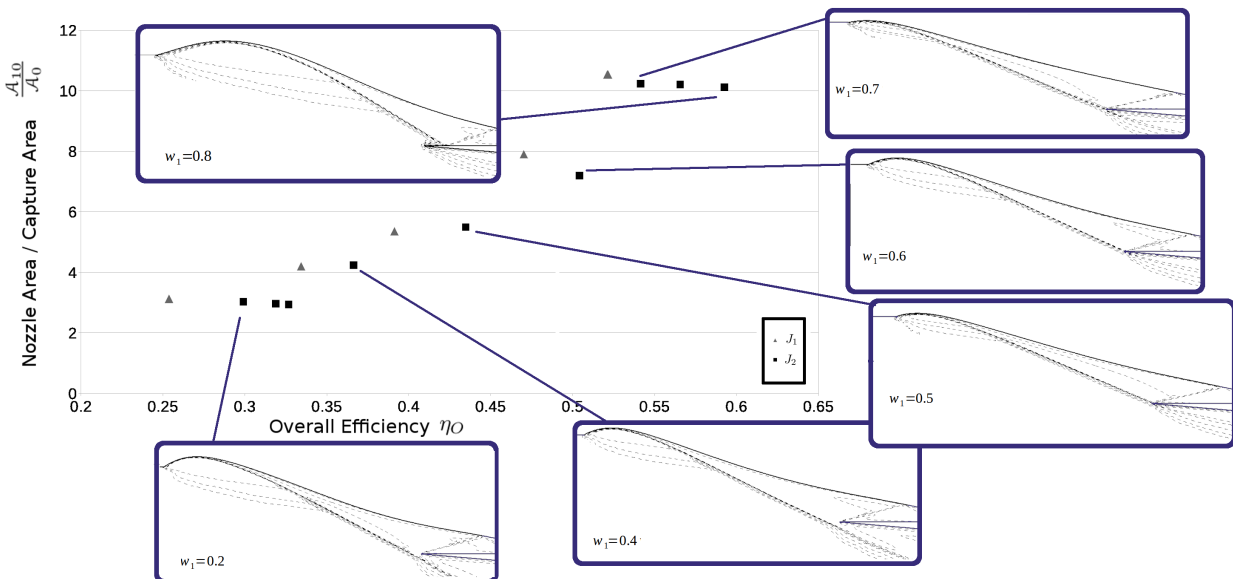 12
10
8
6
4
2
0
Nozzle Area / Capture Area A₁₀/A₀
0.2 0.25 0.3 0.35 0.4 0.45 0.5 0.55 0.6 0.65
Overall Efficiency ηO
J₁
J₂
w₁=0.8
w₁=0.7
w₁=0.6
w₁=0.5
w₁=0.2
w₁=0.4